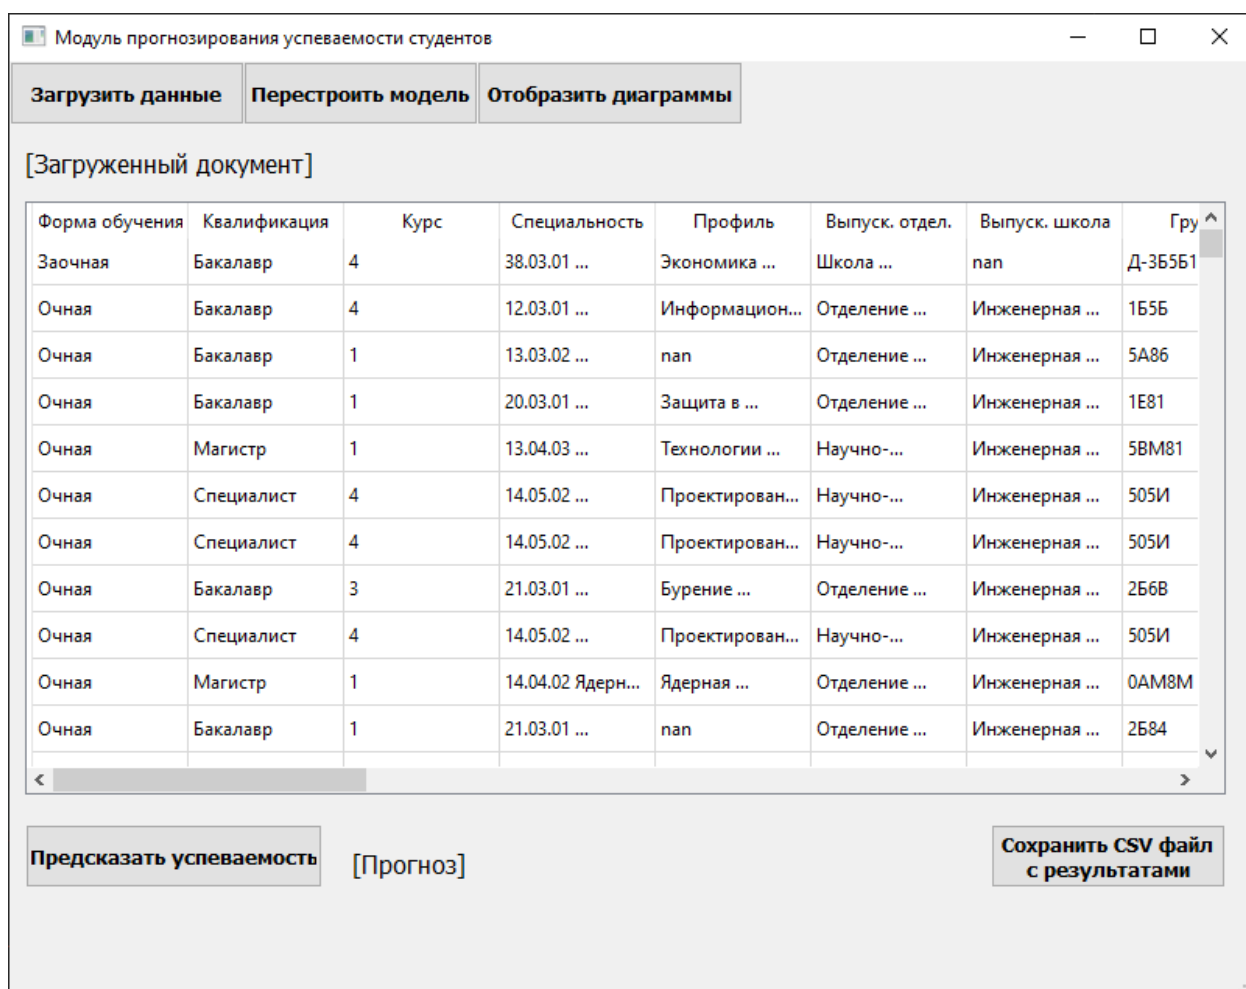 Модуль прогнозирования успеваемости студентов
Загрузить данные Перестроить модель Отобразить диаграммы
[Загруженный документ]
Форма обучения Квалификация Курс Специальность Профиль Выпуск. отдел. Выпуск. школа Гру
Заочная Бакалавр 4 38.03.01 ... Экономика ... Школа ... nan Д-3Б5Б1
Очная Бакалавр 4 12.03.01 ... Информацион... Отделение ... Инженерная ... 1Б5Б
Очная Бакалавр 1 13.03.02 ... nan Отделение ... Инженерная ... 5А86
Очная Бакалавр 1 20.03.01 ... Защита в ... Отделение ... Инженерная ... 1Е81
Очная Магистр 1 13.04.03 ... Технологии ... Научно-... Инженерная ... 5ВМ81
Очная Специалист 4 14.05.02 ... Проектирован... Научно-... Инженерная ... 505И
Очная Специалист 4 14.05.02 ... Проектирован... Научно-... Инженерная ... 505И
Очная Бакалавр 3 21.03.01 ... Бурение ... Отделение ... Инженерная ... 2Б6В
Очная Специалист 4 14.05.02 ... Проектирован... Научно-... Инженерная ... 505И
Очная Магистр 1 14.04.02 Ядерн... Ядерная ... Отделение ... Инженерная ... 0АМ8М
Очная Бакалавр 1 21.03.01 ... nan Отделение ... Инженерная ... 2Б84
Предсказать успеваемость [Прогноз] Сохранить CSV файл
с результатами